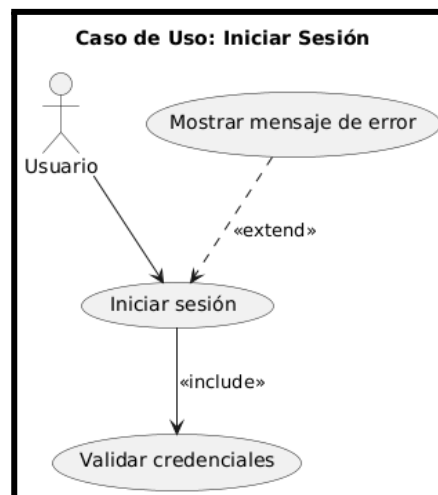 Caso de Uso: Iniciar Sesión
Mostrar mensaje de error
Usuario
«extend»
Iniciar sesión
«include»
Validar credenciales